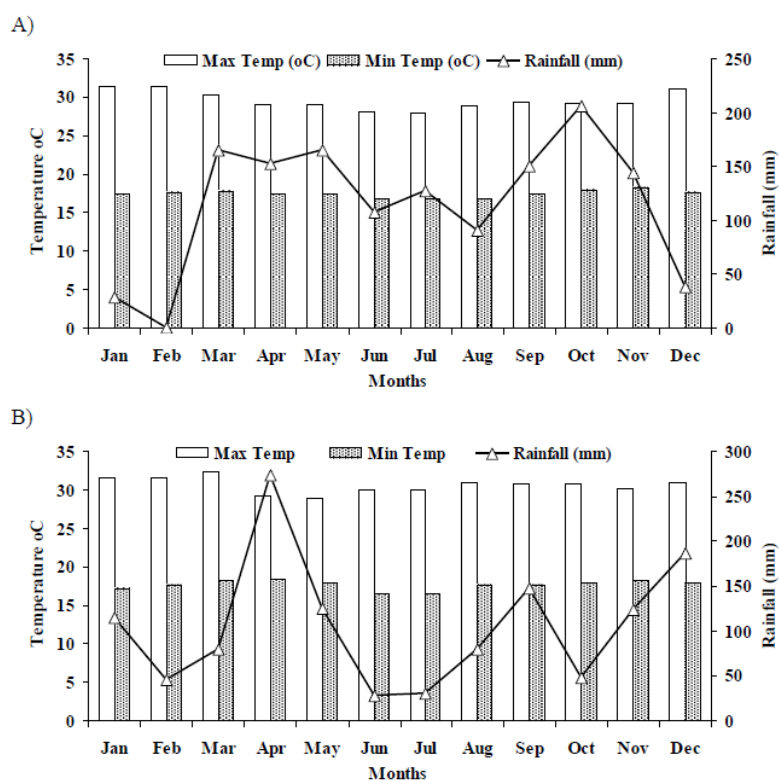 A)
Max Temp (oC) Min Temp (oC) Rainfall (mm)
35
30
25
20
15
10
5
0
Temperature oC
250
200
150
100
50
0
Rainfall (mm)
Jan Feb Mar Apr May Jun Jul Aug Sep Oct Nov Dec
Months
B)
Max Temp Min Temp Rainfall (mm)
35
30
25
20
15
10
5
0
Temperature oC
300
250
200
150
100
50
0
Rainfall (mm)
Jan Feb Mar Apr May Jun Jul Aug Sep Oct Nov Dec
Months